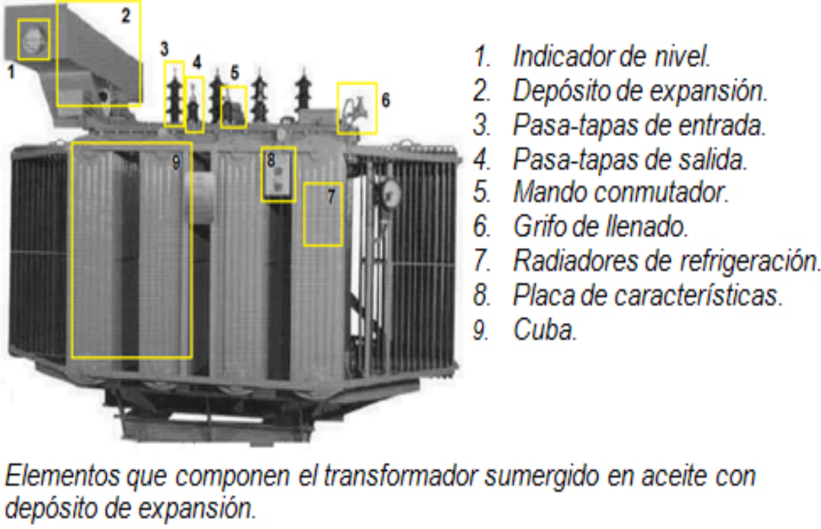 2
3
4
5
1
6
9
8
7
1. Indicador de nivel.
2. Depósito de expansión.
3. Pasa-tapas de entrada.
4. Pasa-tapas de salida.
5. Mando conmutador.
6. Grifo de llenado.
7. Radiadores de refrigeración.
8. Placa de características.
9. Cuba.
Elementos que componen el transformador sumergido en aceite con
depósito de expansión.